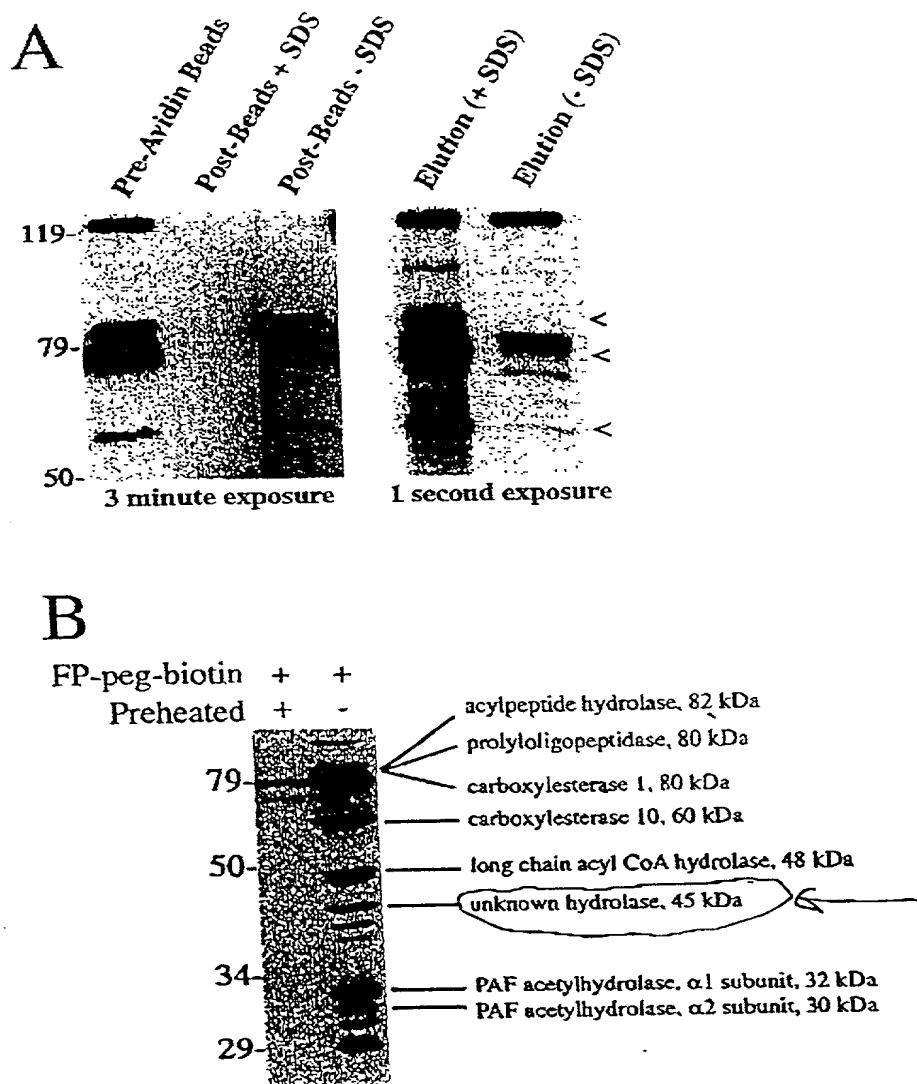 A
Pre-Avidin Beads
Post-Beads + SDS
Post-Beads - SDS
Elution (+ SDS)
Elution (- SDS)
119-
79-
50-
<
<
<
3 minute exposure
1 second exposure
B
FP-peg-biotin + +
Preheated + -
acylpeptide hydrolase, 82 kDa
prolyloligopeptidase, 80 kDa
79-
carboxylesterase 1, 80 kDa
carboxylesterase 10, 60 kDa
50-
long chain acyl CoA hydrolase, 48 kDa
unknown hydrolase, 45 kDa
34-
PAF acetylhydrolase, α1 subunit, 32 kDa
PAF acetylhydrolase, α2 subunit, 30 kDa
29-